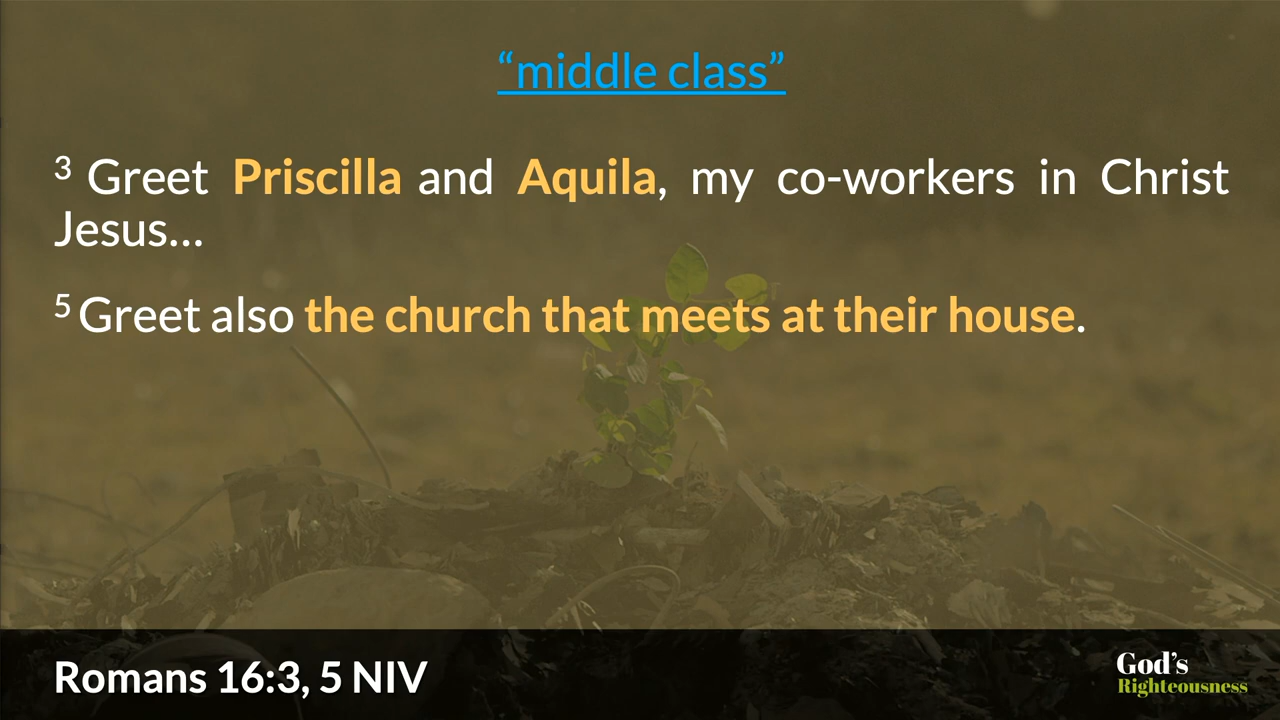 “middle class”
3 Greet Priscilla and Aquila, my co-workers in Christ
Jesus...
5 Greet also the church that meets at their house.
Romans 16:3, 5 NIV
God’s
Righteousness